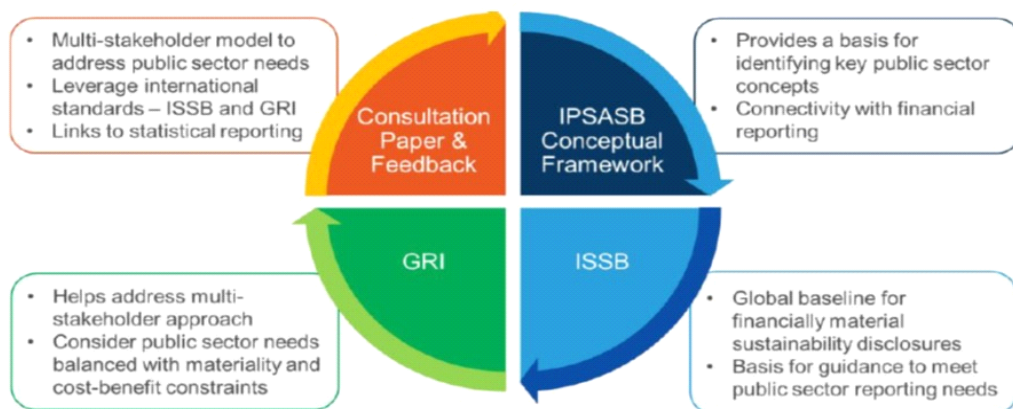 • Multi-stakeholder model to
address public sector needs
• Leverage international
standards – ISSB and GRI
• Links to statistical reporting
Consultation
Paper &
Feedback
IPSASB
Conceptual
Framework
• Provides a basis for
identifying key public sector
concepts
• Connectivity with financial
reporting
GRI
ISSB
• Helps address multi-
stakeholder approach
• Consider public sector needs
balanced with materiality and
cost-benefit constraints
• Global baseline for
financially material
sustainability disclosures
• Basis for guidance to meet
public sector reporting needs